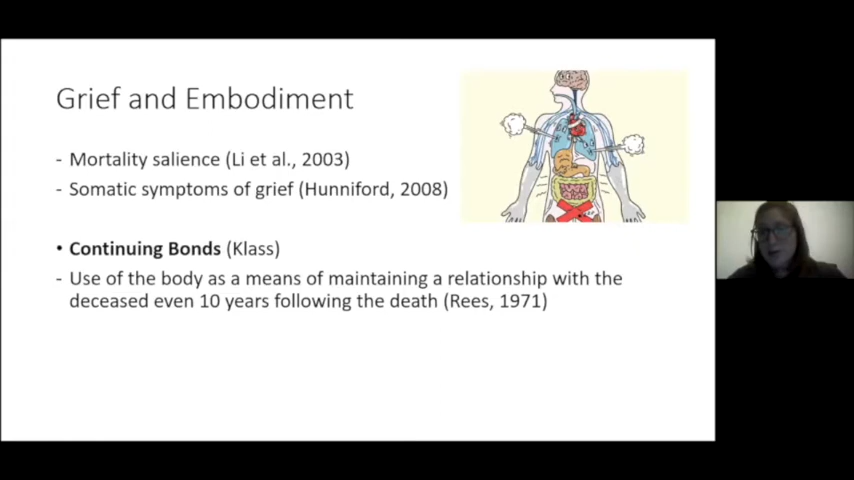 Grief and Embodiment
- Mortality salience (Li et al., 2003)
- Somatic symptoms of grief (Hunniford, 2008)
• Continuing Bonds (Klass)
- Use of the body as a means of maintaining a relationship with the
deceased even 10 years following the death (Rees, 1971)